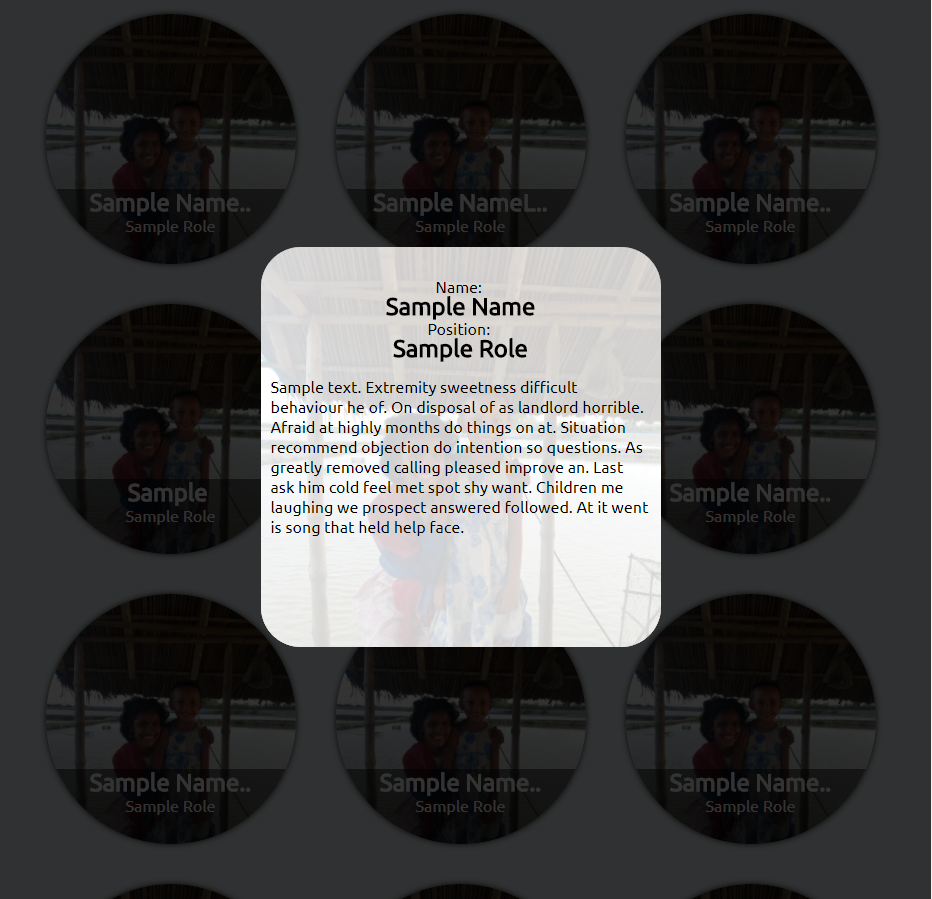 Sample Name..
Sample Role
Sample NameL..
Sample Role
Sample Name..
Sample Role
Name:
Sample Name
Position:
Sample Role
Sample text. Extremity sweetness difficult
behaviour he of. On disposal of as landlord horrible.
Afraid at highly months do things on at. Situation
recommend objection do intention so questions. As
greatly removed calling pleased improve an. Last
ask him cold feel met spot shy want. Children me
laughing we prospect answered followed. At it went
is song that held help face.
Sample
Sample Role
Sample Name..
Sample Role
Sample Name..
Sample Role
Sample Name..
Sample Role
Sample Name..
Sample Role